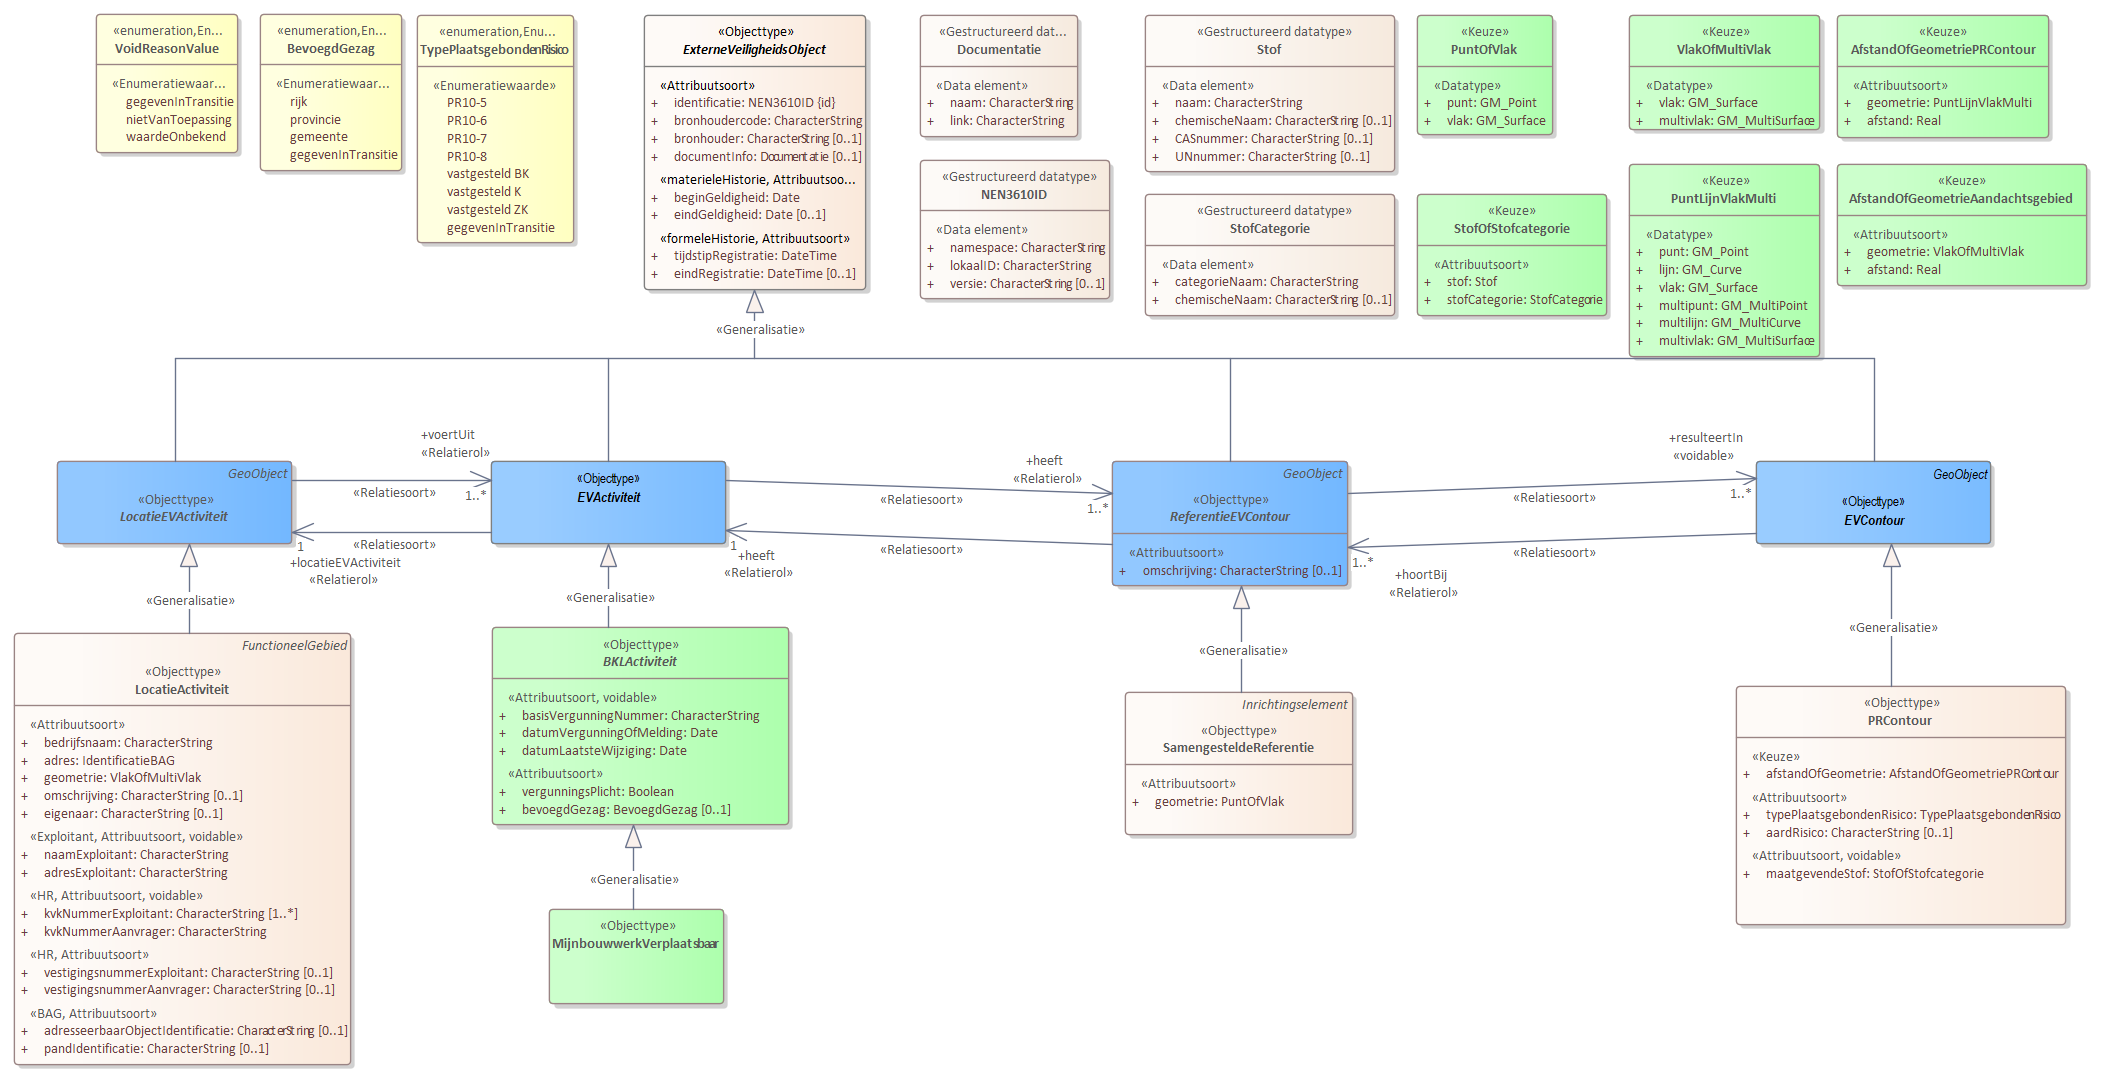 «enumeration,En...
VoidReasonValue
«Enumeratiewaar...
gegevenInTransitie
nietVanToepassing
waardeOnbekend
«enumeration,En...
BevoegdGezag
«Enumeratiewaar...
rijk
provincie
gemeente
gegevenInTransitie
«enumeration,Enu...
TypePlaatsgebondenRisico
«Enumeratiewaarde»
PR10-5
PR10-6
PR10-7
PR10-8
vastgesteld BK
vastgesteld K
vastgesteld ZK
gegevenInTransitie
«Objecttype»
ExterneVeiligheidsObject
«Attribuutsoort»
+ identificatie: NEN3610ID {id}
+ bronhoudercode: CharacterString
+ bronhouder: CharacterString [0..1]
+ documentInfo: Documentatie [0..1]
«materieleHistorie, Attribuutsoo...
+ beginGeldigheid: Date
+ eindGeldigheid: Date [0..1]
«formeleHistorie, Attribuutsoort»
+ tijdstipRegistratie: DateTime
+ eindRegistratie: DateTime [0..1]
«Gestructureerd dat...
Documentatie
«Data element»
+ naam: CharacterString
+ link: CharacterString
«Gestructureerd datatype»
NEN3610ID
«Data element»
+ namespace: CharacterString
+ lokaalID: CharacterString
+ versie: CharacterString [0..1]
«Gestructureerd datatype»
Stof
«Data element»
+ naam: CharacterString
+ chemischeNaam: CharacterString [0..1]
+ CASnummer: CharacterString [0..1]
+ UNnummer: CharacterString [0..1]
«Gestructureerd datatype»
StofCategorie
«Data element»
+ categorieNaam: CharacterString
+ chemischeNaam: CharacterString [0..1]
«Keuze»
PuntOfVlak
«Datatype»
+ punt: GM_Point
+ vlak: GM_Surface
«Keuze»
StofOfStofcategorie
«Attribuutsoort»
+ stof: Stof
+ stofCategorie: StofCategorie
«Keuze»
VlakOfMultiVlak
«Datatype»
+ vlak: GM_Surface
+ multivlak: GM_MultiSurface
«Keuze»
PuntLijnVlakMulti
«Datatype»
+ punt: GM_Point
+ lijn: GM_Curve
+ vlak: GM_Surface
+ multipunt: GM_MultiPoint
+ multilijn: GM_MultiCurve
+ multivlak: GM_MultiSurface
«Keuze»
AfstandOfGeometriePRContour
«Attribuutsoort»
+ geometrie: PuntLijnVlakMulti
+ afstand: Real
«Keuze»
AfstandOfGeometrieAandachtsgebied
«Attribuutsoort»
+ geometrie: VlakOfMultiVlak
+ afstand: Real
«Generalisatie»
GeoObject
«Objecttype»
LocatieEVActiviteit
+voertUit
«Relatierol»
«Relatiesoort»
1..*
«Relatiesoort»
1
+locatieEVActiviteit
«Relatierol»
«Objecttype»
EVActiviteit
+heeft
«Relatierol»
«Relatiesoort»
1..*
«Relatiesoort»
1
+heeft
«Relatierol»
GeoObject
«Objecttype»
ReferentieEVContour
«Attribuutsoort»
+ omschrijving: CharacterString [0..1]
+resulteertIn
«voidable»
«Relatiesoort»
1..*
«Relatiesoort»
1..*
+hoortBij
«Relatierol»
GeoObject
«Objecttype»
EVContour
«Generalisatie»
FunctioneelGebied
«Objecttype»
LocatieActiviteit
«Attribuutsoort»
+ bedrijfsnaam: CharacterString
+ adres: IdentificatieBAG
+ geometrie: VlakOfMultiVlak
+ omschrijving: CharacterString [0..1]
+ eigenaar: CharacterString [0..1]
«Exploitant, Attribuutsoort, voidable»
+ naamExploitant: CharacterString
+ adresExploitant: CharacterString
«HR, Attribuutsoort, voidable»
+ kvkNummerExploitant: CharacterString [1..*]
+ kvkNummerAanvrager: CharacterString
«HR, Attribuutsoort»
+ vestigingsnummerExploitant: CharacterString [0..1]
+ vestigingsnummerAanvrager: CharacterString [0..1]
«BAG, Attribuutsoort»
+ adresseerbaarObjectIdentificatie: CharacterString [0..1]
+ pandIdentificatie: CharacterString [0..1]
«Generalisatie»
«Objecttype»
BKLActiviteit
«Attribuutsoort, voidable»
+ basisVergunningNummer: CharacterString
+ datumVergunningOfMelding: Date
+ datumLaatsteWijziging: Date
«Attribuutsoort»
+ vergunningsPlicht: Boolean
+ bevoegdGezag: BevoegdGezag [0..1]
«Generalisatie»
«Objecttype»
MijnbouwwerkVerplaatsbaar
«Generalisatie»
Inrichtingselement
«Objecttype»
SamengesteldeReferentie
«Attribuutsoort»
+ geometrie: PuntOfVlak
«Generalisatie»
«Objecttype»
PRContour
«Keuze»
+ afstandOfGeometrie: AfstandOfGeometriePRContour
«Attribuutsoort»
+ typePlaatsgebondenRisico: TypePlaatsgebondenRisico
+ aardRisico: CharacterString [0..1]
«Attribuutsoort, voidable»
+ maatgevendeStof: StofOfStofcategorie